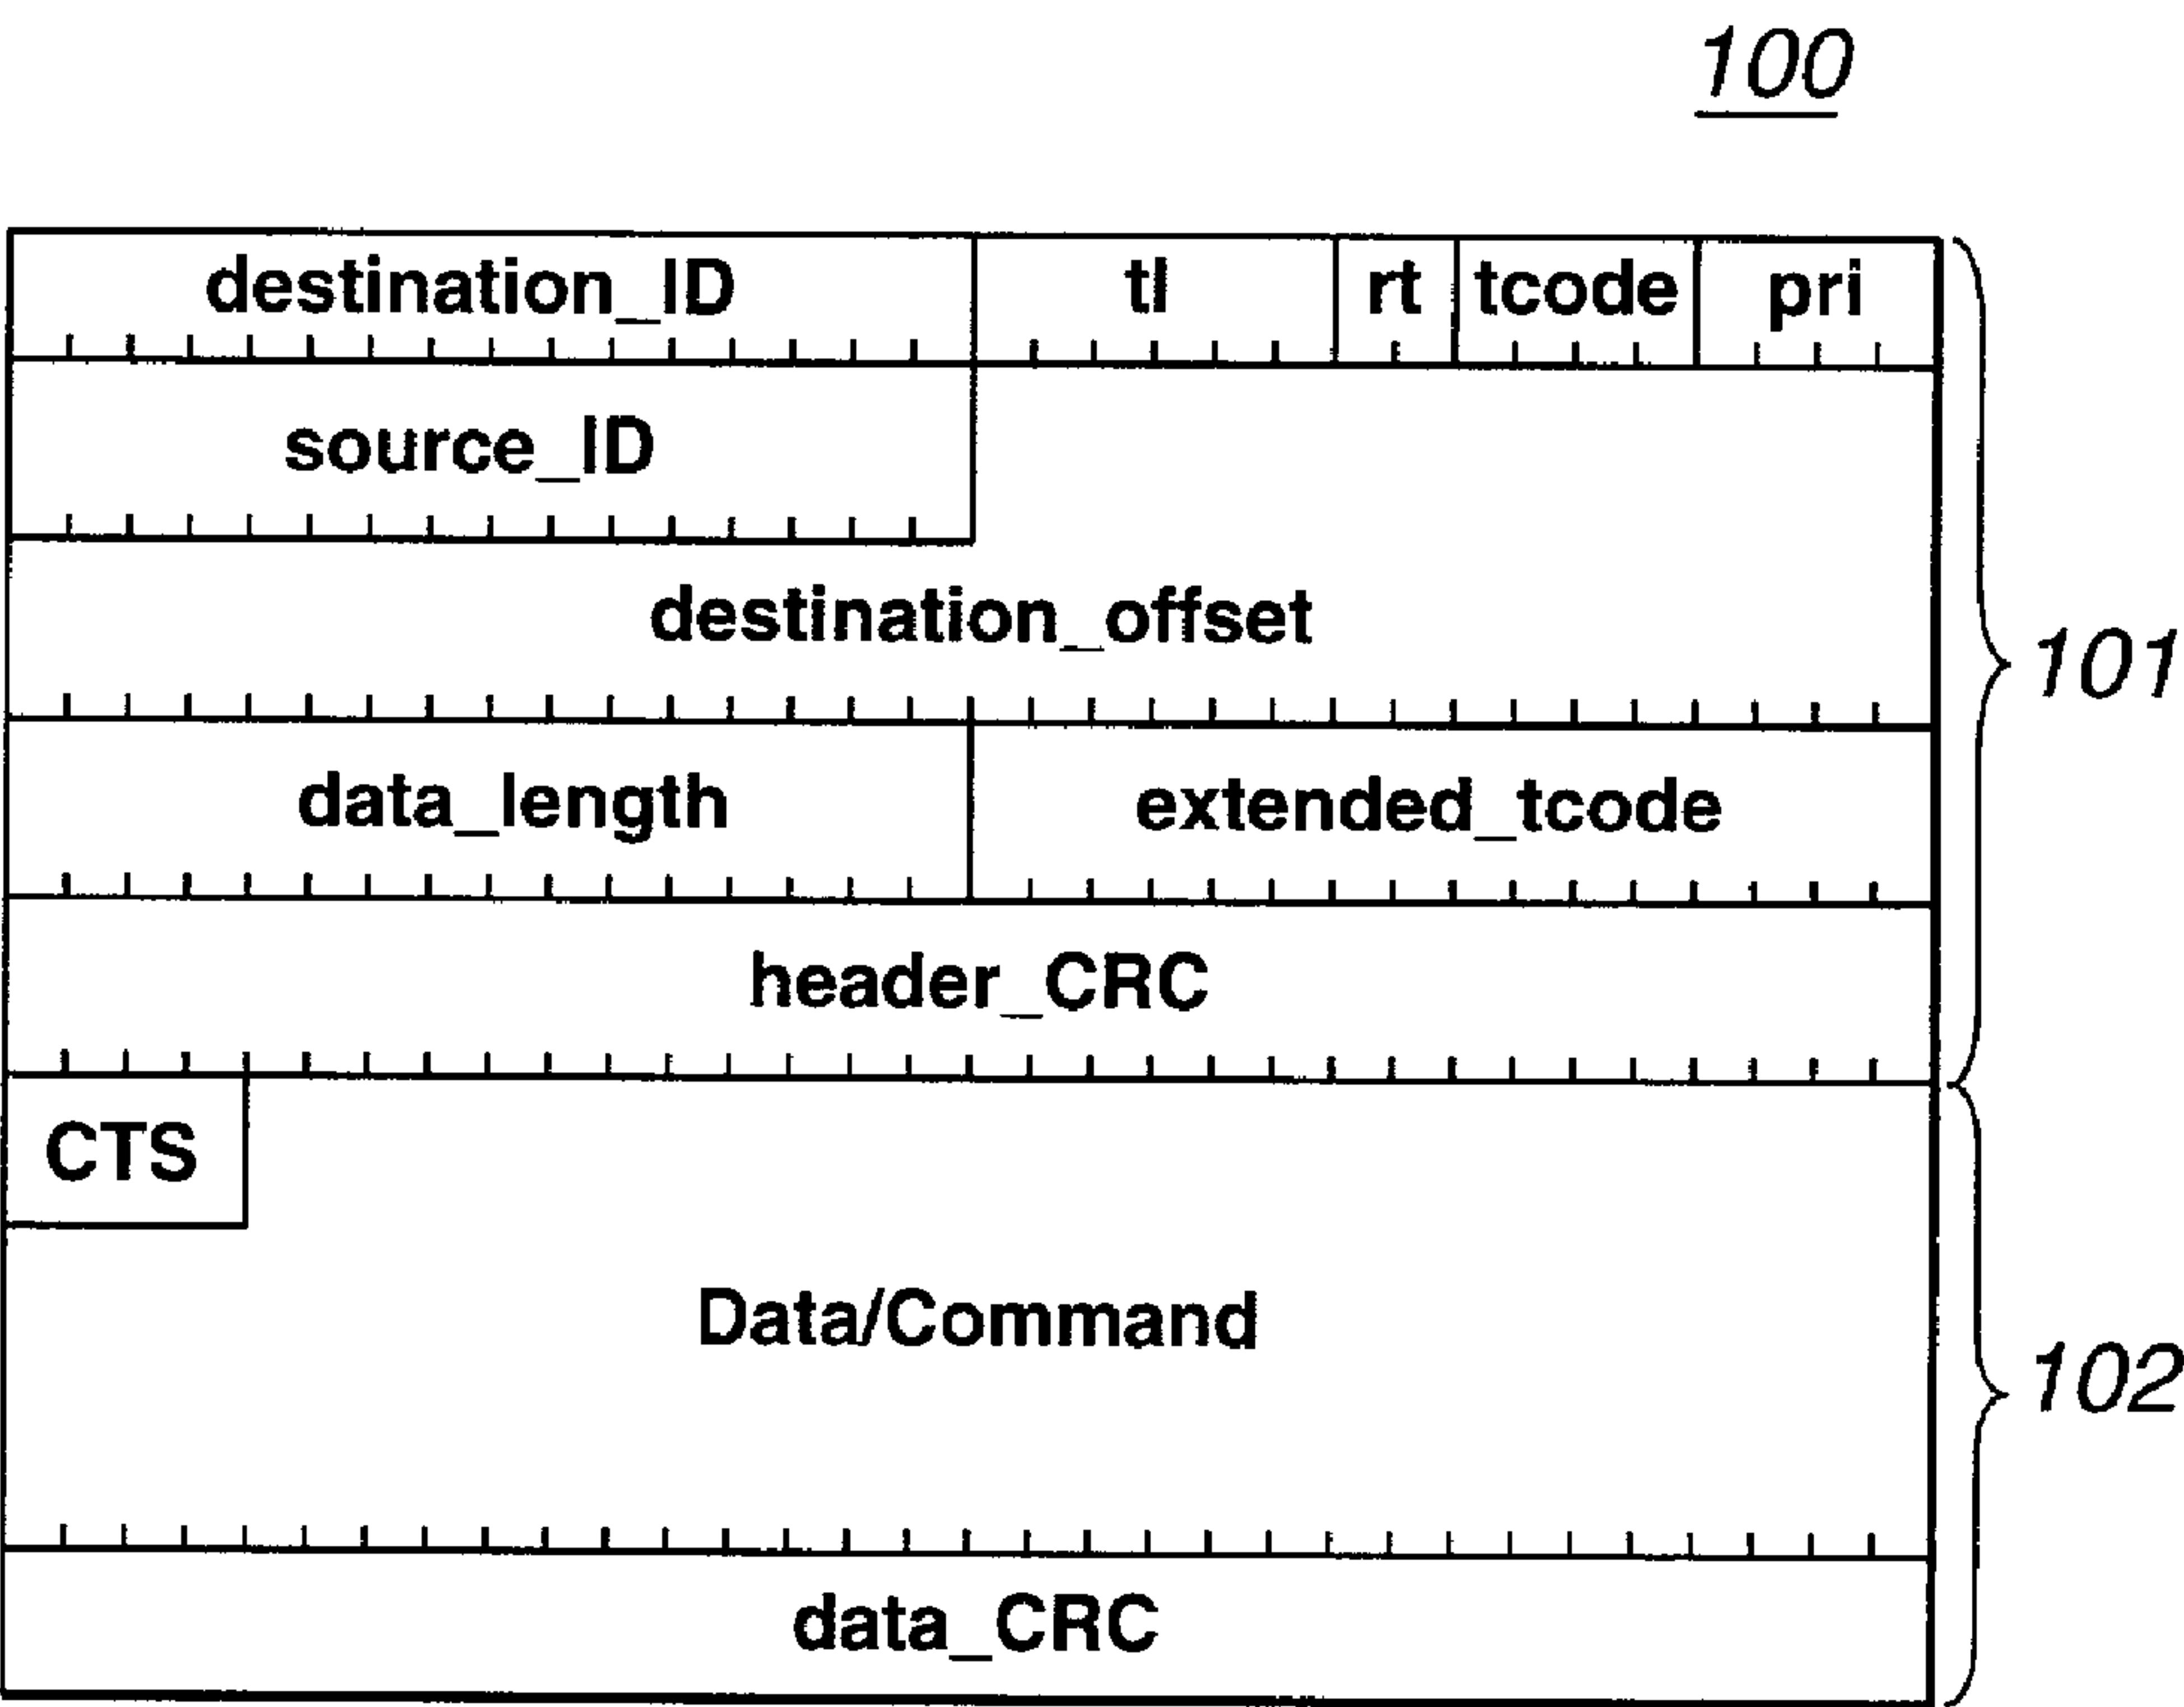 100
destination_ID tl rt tcode pri
source_ID
destination_offset
101
data_length extended_tcode
header_CRC
CTS
Data/Command
102
data_CRC